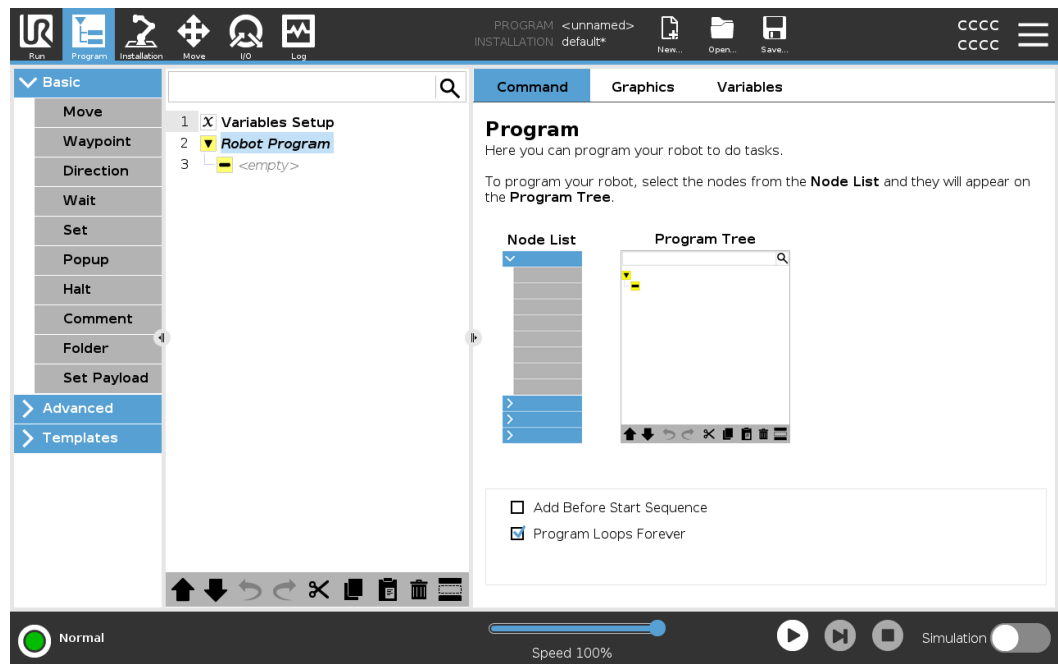 PROGRAM <unnamed>
INSTALLATION default*
UR
Run
Program
Installation
Move
I/O
Log
New...
Open...
Save...
cccc
cccc
Basic
Move
Waypoint
Direction
Wait
Set
Popup
Halt
Comment
Folder
Set Payload
Advanced
Templates
1 X Variables Setup
2 Robot Program
3 <empty>
Command
Graphics
Variables
Program
Here you can program your robot to do tasks.
To program your robot, select the nodes from the Node List and they will appear on
the Program Tree.
Node List
Program Tree
Add Before Start Sequence
Program Loops Forever
Normal
Speed 100%
Simulation